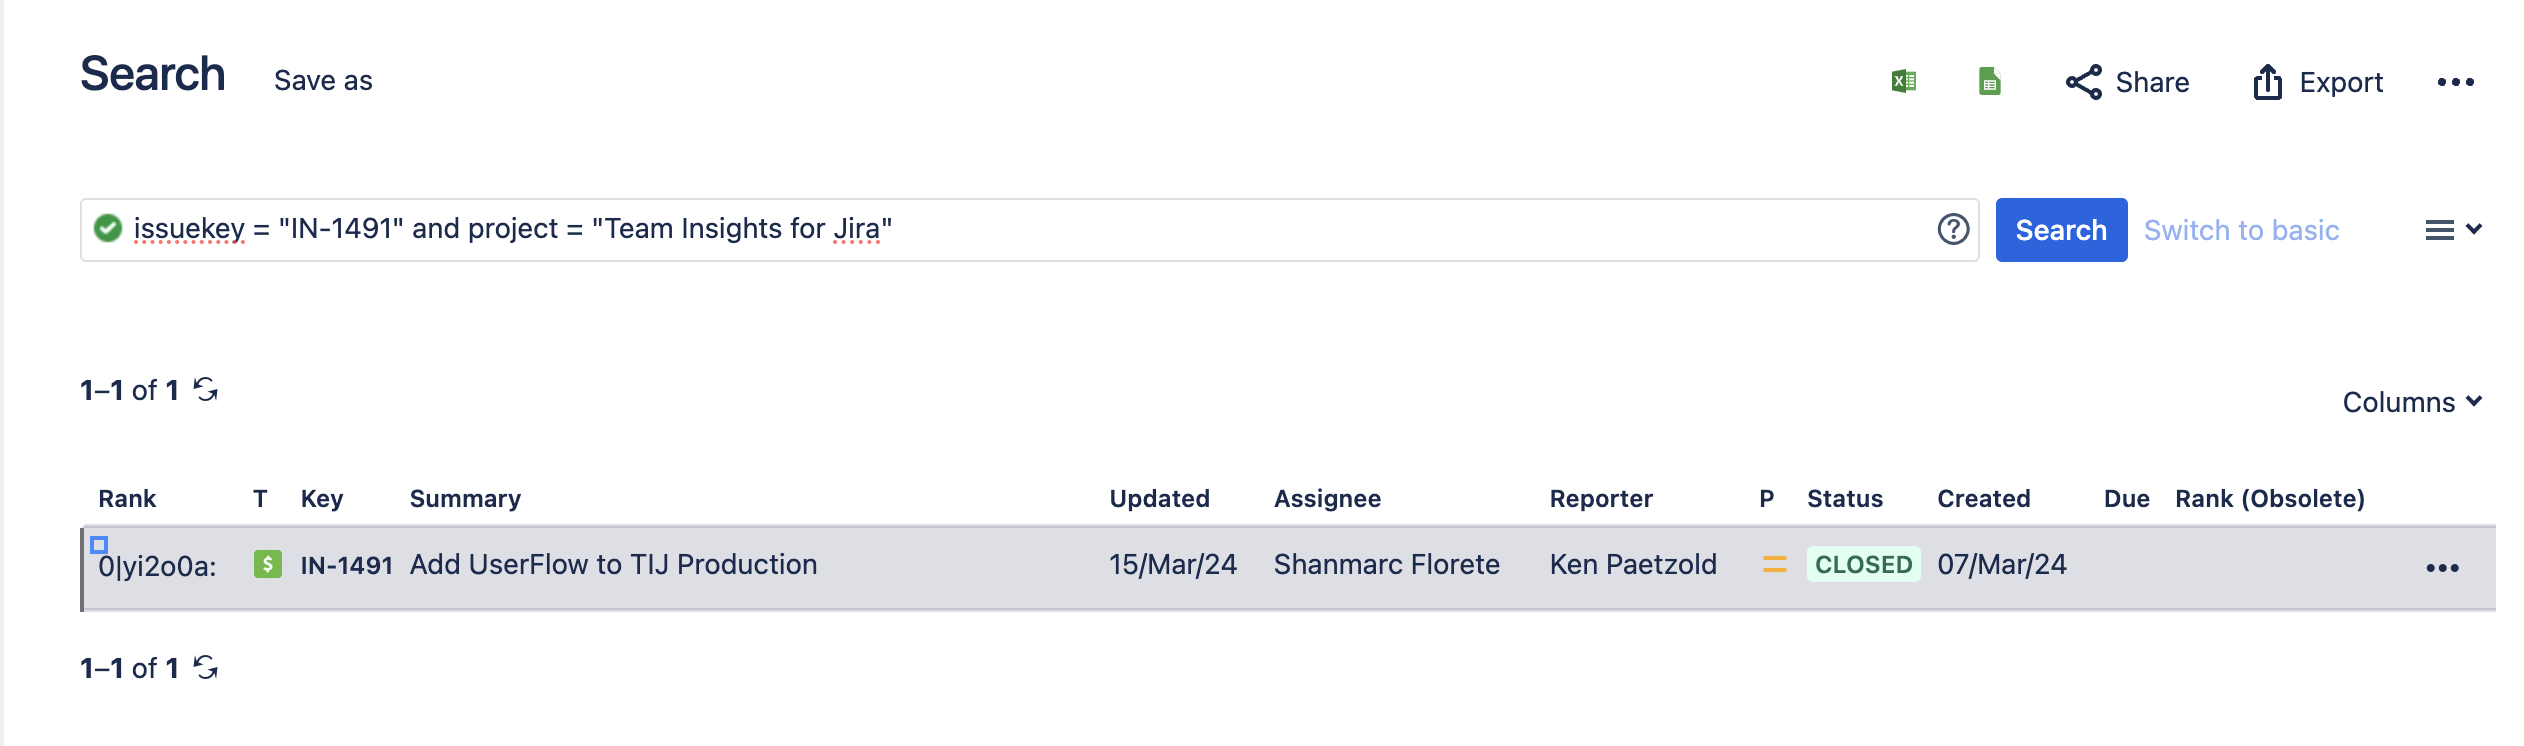 Search Save as Share Export
issuekey = "IN-1491" and project = "Team Insights for Jira" Search Switch to basic
1–1 of 1
Columns
Rank T Key Summary Updated Assignee Reporter P Status Created Due Rank (Obsolete)
0|yi2o0a: IN-1491 Add UserFlow to TIJ Production 15/Mar/24 Shanmarc Florete Ken Paetzold CLOSED 07/Mar/24
1–1 of 1